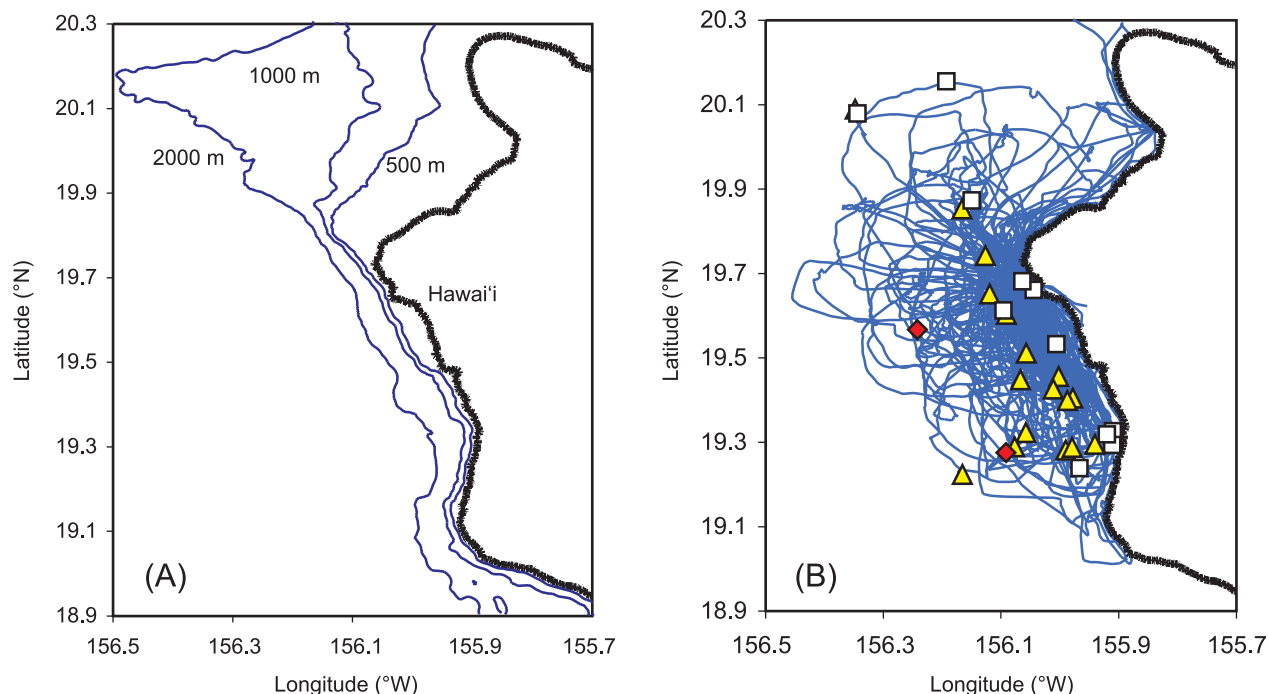 20.3
20.1
19.9
19.7
19.5
19.3
19.1
18.9
Latitude (°N)
1000 m
2000 m
500 m
Hawai‘i
(A)
156.5 156.3 156.1 155.9 155.7
Longitude (°W)
20.3
20.1
19.9
19.7
19.5
19.3
19.1
18.9
Latitude (°N)
(B)
156.5 156.3 156.1 155.9 155.7
Longitude (°W)